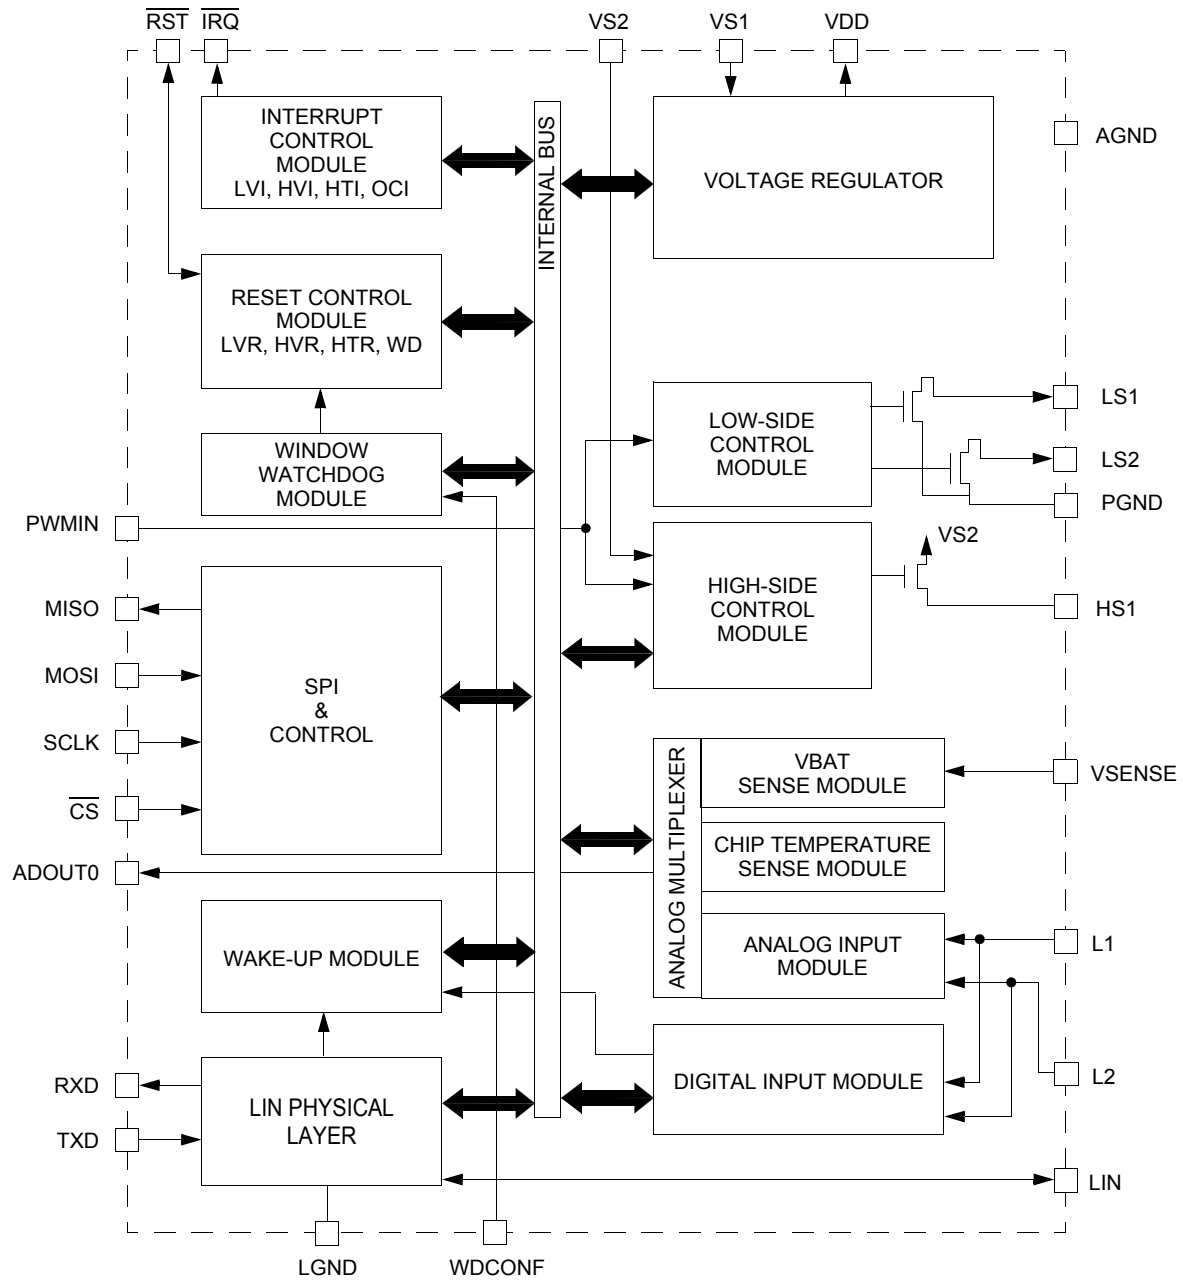 RST IRQ VS2 VS1 VDD
INTERRUPT
CONTROL
MODULE
LVI, HVI, HTI, OCI
INTERNAL BUS
VOLTAGE REGULATOR
AGND
RESET CONTROL
MODULE
LVR, HVR, HTR, WD
WINDOW
WATCHDOG
MODULE
LOW-SIDE
CONTROL
MODULE
LS1
LS2
PGND
PWMIN
VS2
HIGH-SIDE
CONTROL
MODULE
HS1
MISO
MOSI
SCLK
CS
ADOUT0
SPI
&
CONTROL
ANALOG MULTIPLEXER
VBAT
SENSE MODULE
VSENSE
CHIP TEMPERATURE
SENSE MODULE
ANALOG INPUT
MODULE
L1
WAKE-UP MODULE
DIGITAL INPUT MODULE
L2
RXD
TXD
LIN PHYSICAL
LAYER
LIN
LGND WDCONF